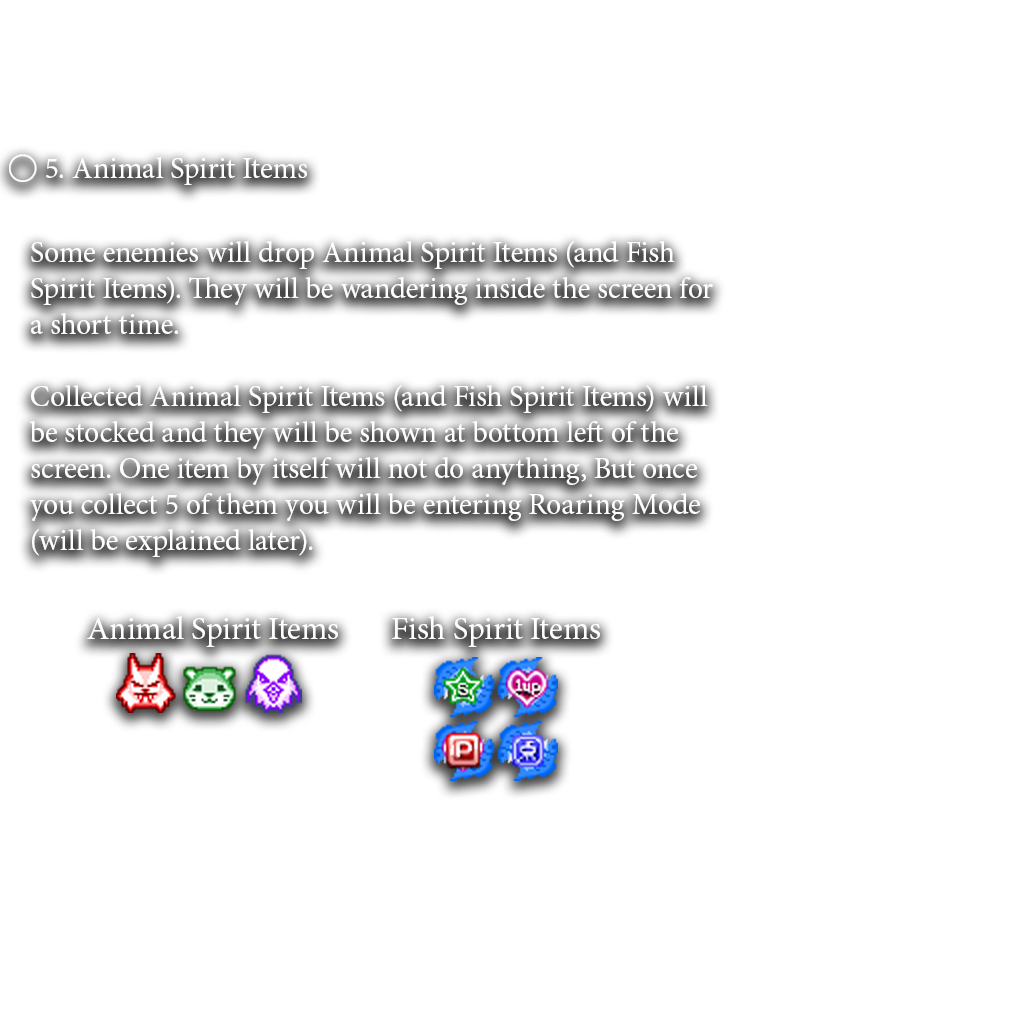 ○ 5. Animal Spirit Items
Some enemies will drop Animal Spirit Items (and Fish
Spirit Items). They will be wandering inside the screen for
a short time.
Collected Animal Spirit Items (and Fish Spirit Items) will
be stocked and they will be shown at bottom left of the
screen. One item by itself will not do anything, But once
you collect 5 of them you will be entering Roaring Mode
(will be explained later).
Animal Spirit Items
Fish Spirit Items
S
1up
P